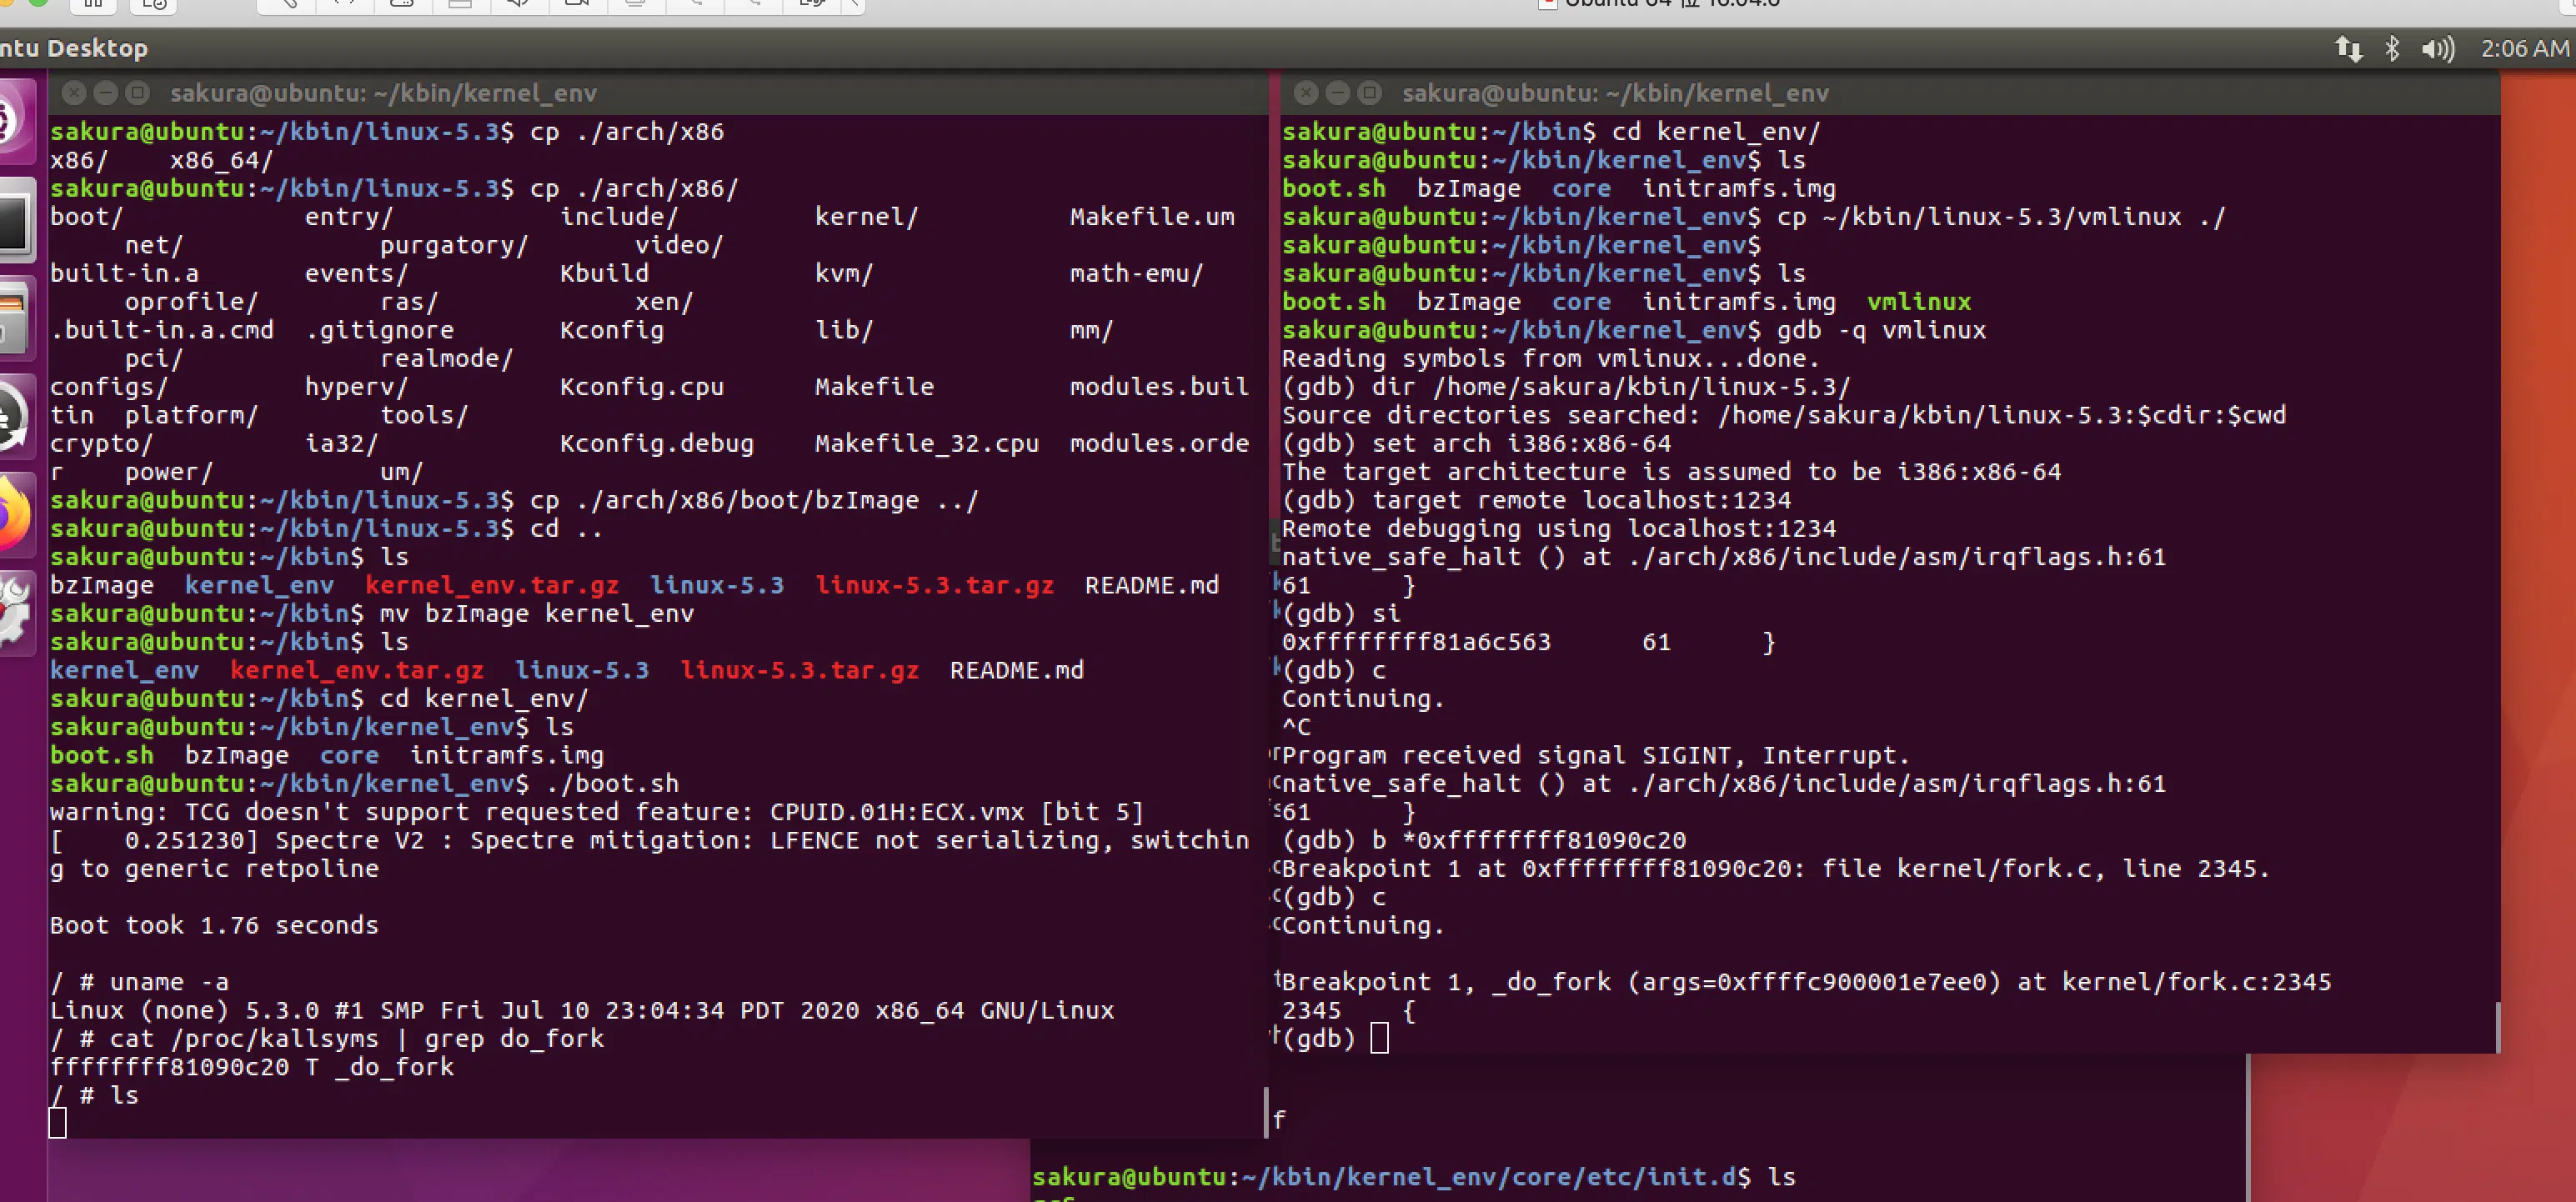 ntu Desktop
2:06 AM
sakura@ubuntu: ~/kbin/kernel_env
sakura@ubuntu:~/kbin/linux-5.3$ cp ./arch/x86
x86/    x86_64/
sakura@ubuntu:~/kbin/linux-5.3$ cp ./arch/x86/
boot/            entry/           include/         kernel/          Makefile.um
     net/             purgatory/       video/
built-in.a       events/          Kbuild           kvm/             math-emu/
     oprofile/        ras/             xen/
.built-in.a.cmd  .gitignore       Kconfig          lib/             mm/
     pci/             realmode/
configs/         hyperv/          Kconfig.cpu      Makefile         modules.buil
tin  platform/        tools/
crypto/          ia32/            Kconfig.debug    Makefile_32.cpu  modules.orde
r    power/           um/
sakura@ubuntu:~/kbin/linux-5.3$ cp ./arch/x86/boot/bzImage ../
sakura@ubuntu:~/kbin/linux-5.3$ cd ..
sakura@ubuntu:~/kbin$ ls
bzImage  kernel_env  kernel_env.tar.gz  linux-5.3  linux-5.3.tar.gz  README.md
sakura@ubuntu:~/kbin$ mv bzImage kernel_env
sakura@ubuntu:~/kbin$ ls
kernel_env  kernel_env.tar.gz  linux-5.3  linux-5.3.tar.gz  README.md
sakura@ubuntu:~/kbin$ cd kernel_env/
sakura@ubuntu:~/kbin/kernel_env$ ls
boot.sh  bzImage  core  initramfs.img
sakura@ubuntu:~/kbin/kernel_env$ ./boot.sh
warning: TCG doesn't support requested feature: CPUID.01H:ECX.vmx [bit 5]
[    0.251230] Spectre V2 : Spectre mitigation: LFENCE not serializing, switchin
g to generic retpoline
Boot took 1.76 seconds
/ # uname -a
Linux (none) 5.3.0 #1 SMP Fri Jul 10 23:04:34 PDT 2020 x86_64 GNU/Linux
/ # cat /proc/kallsyms | grep do_fork
ffffffff81090c20 T _do_fork
/ # ls
sakura@ubuntu: ~/kbin/kernel_env
sakura@ubuntu:~/kbin$ cd kernel_env/
sakura@ubuntu:~/kbin/kernel_env$ ls
boot.sh  bzImage  core  initramfs.img
sakura@ubuntu:~/kbin/kernel_env$ cp ~/kbin/linux-5.3/vmlinux ./
sakura@ubuntu:~/kbin/kernel_env$
sakura@ubuntu:~/kbin/kernel_env$ ls
boot.sh  bzImage  core  initramfs.img  vmlinux
sakura@ubuntu:~/kbin/kernel_env$ gdb -q vmlinux
Reading symbols from vmlinux...done.
(gdb) dir /home/sakura/kbin/linux-5.3/
Source directories searched: /home/sakura/kbin/linux-5.3:$cdir:$cwd
(gdb) set arch i386:x86-64
The target architecture is assumed to be i386:x86-64
(gdb) target remote localhost:1234
Remote debugging using localhost:1234
native_safe_halt () at ./arch/x86/include/asm/irqflags.h:61
61      }
(gdb) si
0xffffffff81a6c563      61      }
(gdb) c
Continuing.
^C
Program received signal SIGINT, Interrupt.
native_safe_halt () at ./arch/x86/include/asm/irqflags.h:61
61      }
(gdb) b *0xffffffff81090c20
Breakpoint 1 at 0xffffffff81090c20: file kernel/fork.c, line 2345.
(gdb) c
Continuing.
Breakpoint 1, _do_fork (args=0xffffc900001e7ee0) at kernel/fork.c:2345
2345    {
(gdb)
f
sakura@ubuntu:~/kbin/kernel_env/core/etc/init.d$ ls